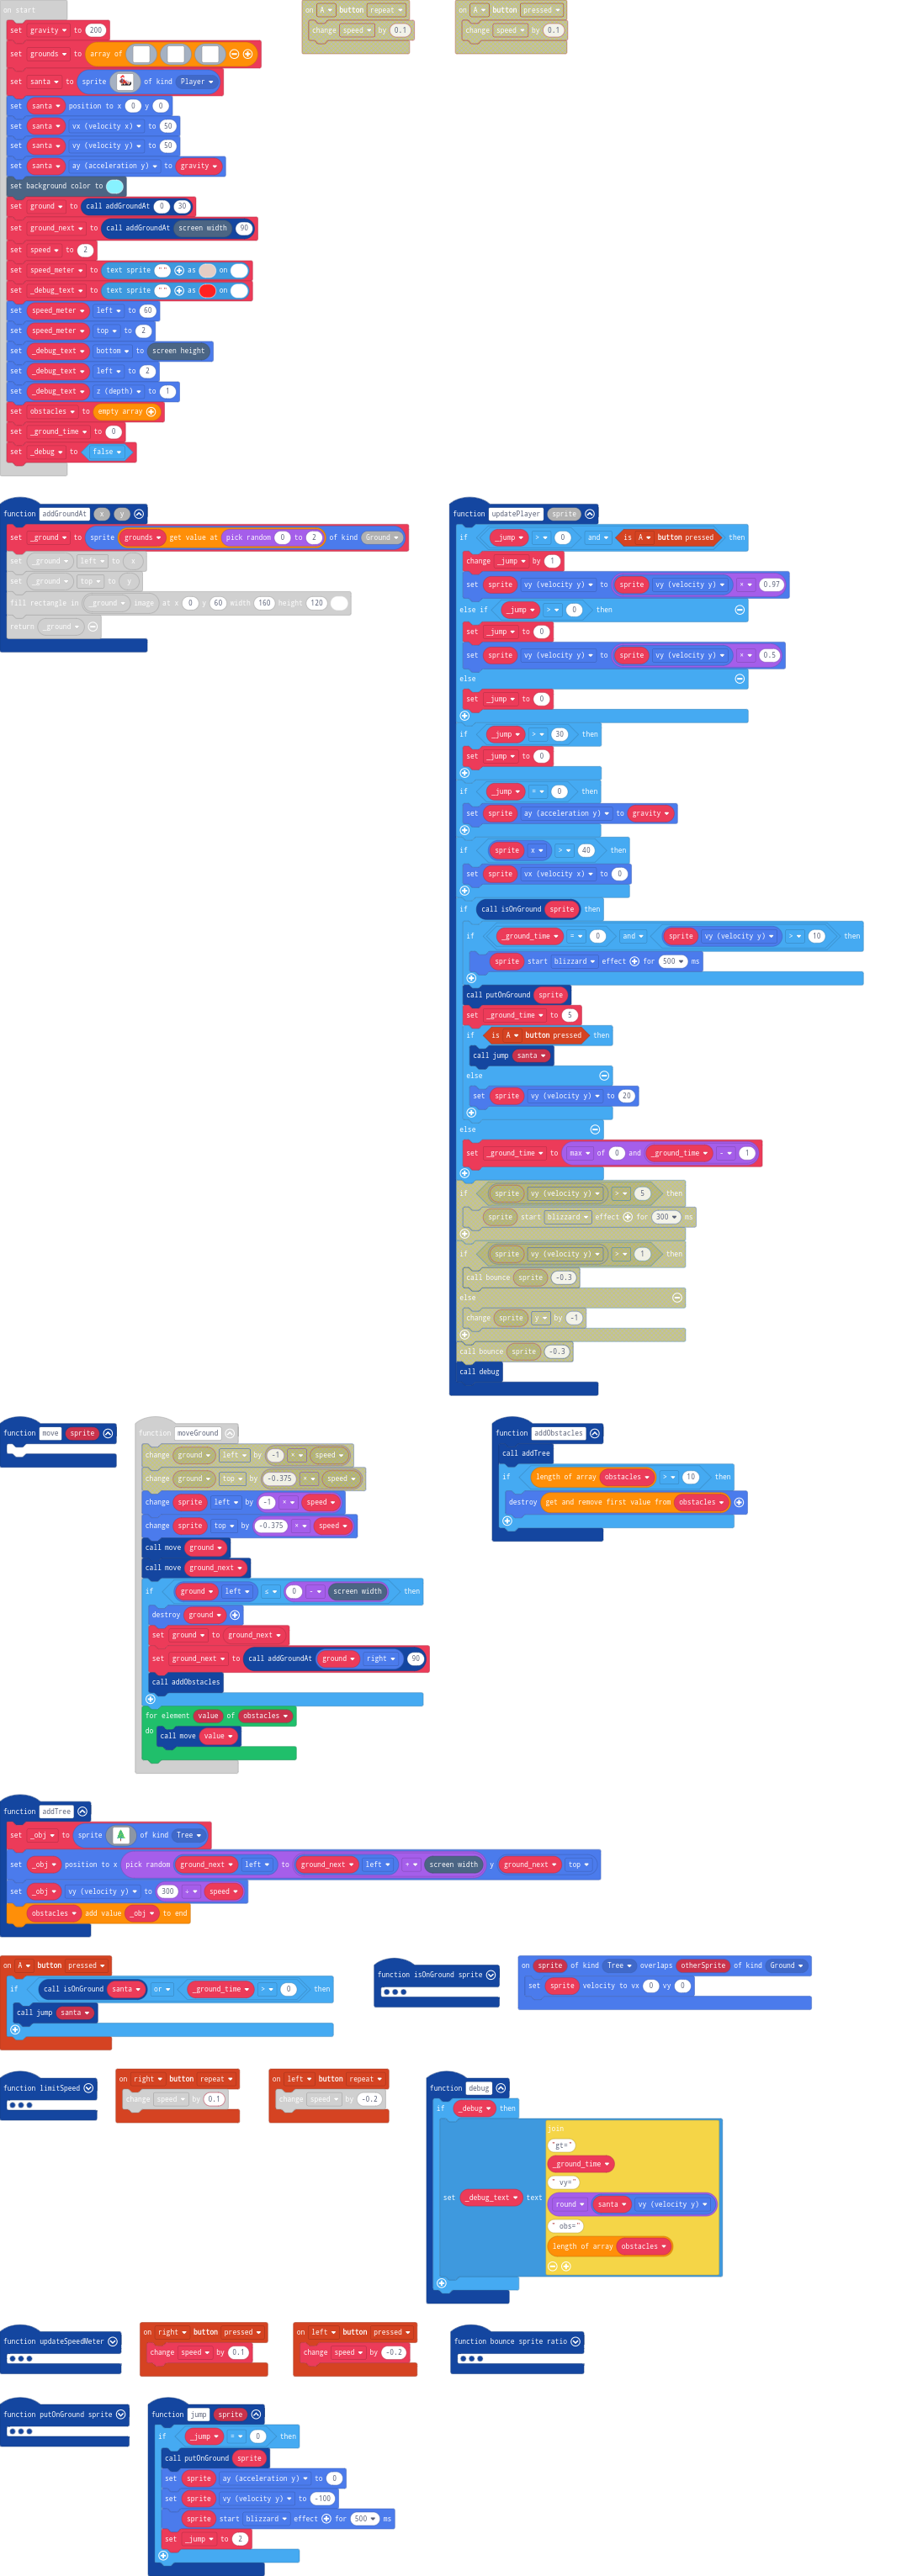 on start
set gravity to 200
set grounds to array of
set santa to sprite of kind Player
set santa position to x 0 y 0
set santa vx (velocity x) to 50
set santa vy (velocity y) to 50
set santa ay (acceleration y) to gravity
set background color to
set ground to call addGroundAt 0 30
set ground_next to call addGroundAt screen width 90
set speed to 2
set speed_meter to text sprite " " as on
set _debug_text to text sprite " " as on
set speed_meter left to 60
set speed_meter top to 2
set _debug_text bottom to screen height
set _debug_text left to 2
set _debug_text z (depth) to 1
set obstacles to empty array
set _ground_time to 0
set _debug to false
on A button repeat
change speed by 0.1
on A button pressed
change speed by 0.1
function addGroundAt x y
set _ground to sprite grounds get value at pick random 0 to 2 of kind Ground
set _ground left to x
set _ground top to y
fill rectangle in _ground image at x 0 y 60 width 160 height 120
return _ground
function updatePlayer sprite
if _jump > 0 and is A button pressed then
change _jump by 1
set sprite vy (velocity y) to sprite vy (velocity y) × 0.97
else if _jump > 0 then
set _jump to 0
set sprite vy (velocity y) to sprite vy (velocity y) × 0.5
else
set _jump to 0
if _jump > 30 then
set _jump to 0
if _jump = 0 then
set sprite ay (acceleration y) to gravity
if sprite x > 40 then
set sprite vx (velocity x) to 0
if call isOnGround sprite then
if _ground_time = 0 and sprite vy (velocity y) > 10 then
sprite start blizzard effect for 500 ms
call putOnGround sprite
set _ground_time to 5
if is A button pressed then
call jump santa
else
set sprite vy (velocity y) to 20
else
set _ground_time to max of 0 and _ground_time - 1
if sprite vy (velocity y) > 5 then
sprite start blizzard effect for 300 ms
if sprite vy (velocity y) > 1 then
call bounce sprite -0.3
else
change sprite y by -1
call bounce sprite -0.3
call debug
function move sprite
function moveGround
change ground left by -1 × speed
change ground top by -0.375 × speed
change sprite left by -1 × speed
change sprite top by -0.375 × speed
call move ground
call move ground_next
if ground left ≤ 0 - screen width then
destroy ground
set ground to ground_next
set ground_next to call addGroundAt ground right 90
call addObstacles
for element value of obstacles
do call move value
function addObstacles
call addTree
if length of array obstacles > 10 then
destroy get and remove first value from obstacles
function addTree
set _obj to sprite of kind Tree
set _obj position to x pick random ground_next left to ground_next left + screen width y ground_next top
set _obj vy (velocity y) to 300 × speed
obstacles add value _obj to end
on A button pressed
if call isOnGround santa or _ground_time > 0 then
call jump santa
function isOnGround sprite
on sprite of kind Tree overlaps otherSprite of kind Ground
set sprite velocity to vx 0 vy 0
function limitSpeed
on right button repeat
change speed by 0.1
on left button repeat
change speed by -0.2
function debug
if _debug then
set _debug_text text
join
"gt="
_ground_time
" vy="
round santa vy (velocity y)
" obs="
length of array obstacles
function updateSpeedMeter
on right button pressed
change speed by 0.1
on left button pressed
change speed by -0.2
function bounce sprite ratio
function putOnGround sprite
function jump sprite
if _jump = 0 then
call putOnGround sprite
set sprite ay (acceleration y) to 0
set sprite vy (velocity y) to -100
sprite start blizzard effect for 500 ms
set _jump to 2